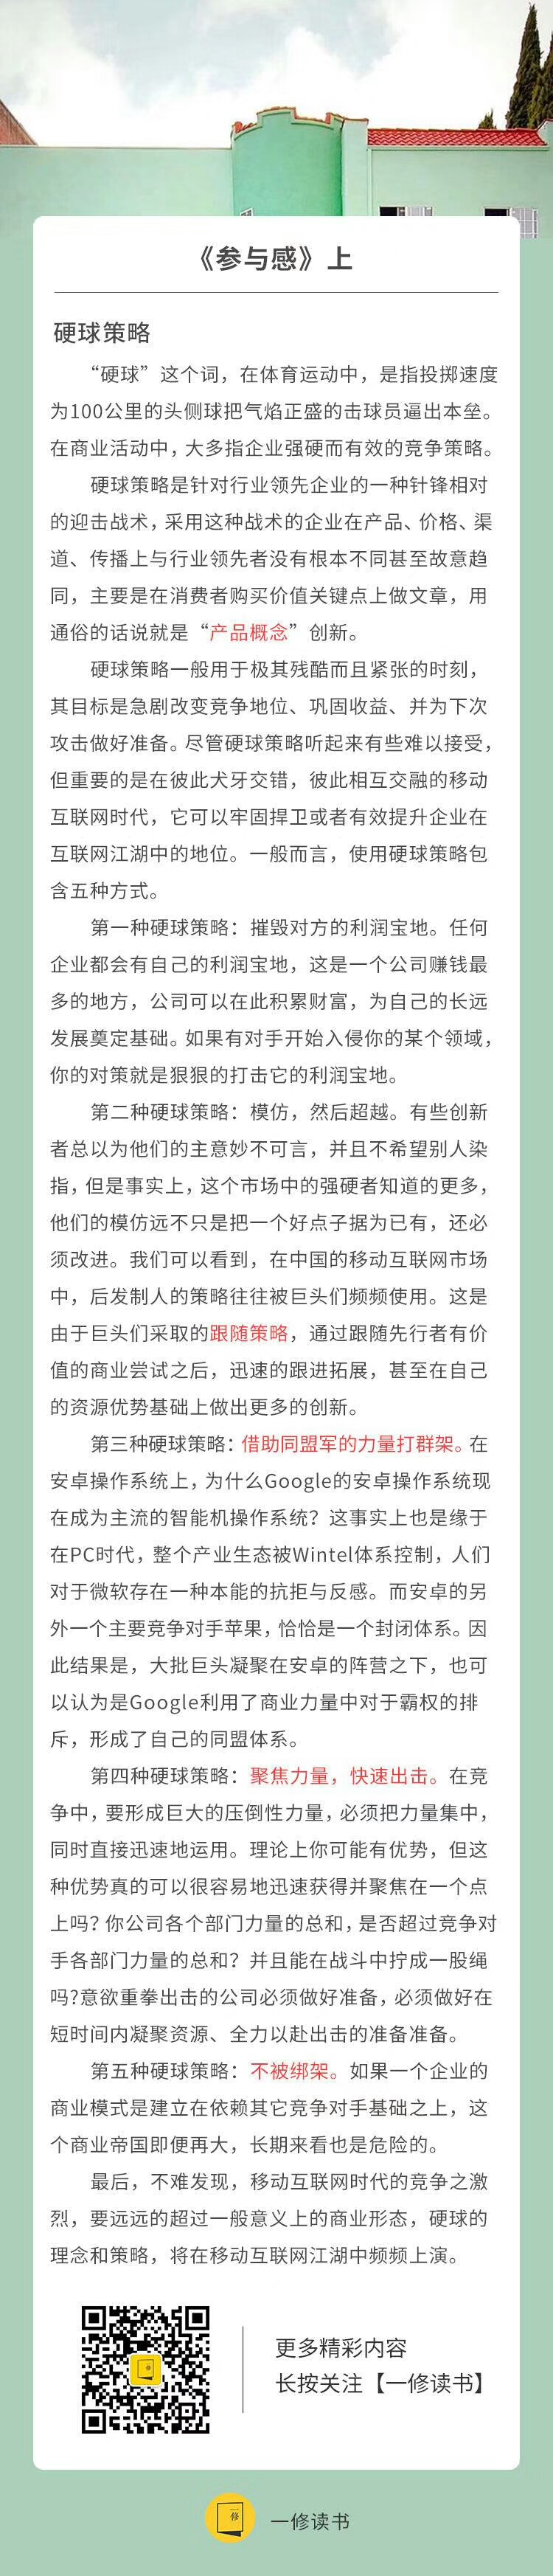 《参与感》上
硬球策略
“硬球”这个词，在体育运动中，是指投掷速度
为100公里的头侧球把气焰正盛的击球员逼出本垒。
在商业活动中，大多指企业强硬而有效的竞争策略。
硬球策略是针对行业领先企业的一种针锋相对
的迎击战术，采用这种战术的企业在产品、价格、渠
道、传播上与行业领先者没有根本不同甚至故意趋
同，主要是在消费者购买价值关键点上做文章，用
通俗的话说就是“产品概念”创新。
硬球策略一般用于极其残酷而且紧张的时刻，
其目标是急剧改变竞争地位、巩固收益、并为下次
攻击做好准备。尽管硬球策略听起来有些难以接受，
但重要的是在彼此犬牙交错，彼此相互交融的移动
互联网时代，它可以牢固捍卫或者有效提升企业在
互联网江湖中的地位。一般而言，使用硬球策略包
含五种方式。
第一种硬球策略：摧毁对方的利润宝地。任何
企业都会有自己的利润宝地，这是一个公司赚钱最
多的地方，公司可以在此积累财富，为自己的长远
发展奠定基础。如果有对手开始入侵你的某个领域，
你的对策就是狠狠的打击它的利润宝地。
第二种硬球策略：模仿，然后超越。有些创新
者总以为他们的主意妙不可言，并且不希望别人染
指，但是事实上，这个市场中的强硬者知道的更多，
他们的模仿远不只是把一个好点子据为已有，还必
须改进。我们可以看到，在中国的移动互联网市场
中，后发制人的策略往往被巨头们频频使用。这是
由于巨头们采取的跟随策略，通过跟随先行者有价
值的商业尝试之后，迅速的跟进拓展，甚至在自己
的资源优势基础上做出更多的创新。
第三种硬球策略：借助同盟军的力量打群架。在
安卓操作系统上，为什么Google的安卓操作系统现
在成为主流的智能机操作系统？这事实上也是缘于
在PC时代，整个产业生态被Wintel体系控制，人们
对于微软存在一种本能的抗拒与反感。而安卓的另
外一个主要竞争对手苹果，恰恰是一个封闭体系。因
此结果是，大批巨头凝聚在安卓的阵营之下，也可
以认为是Google利用了商业力量中对于霸权的排
斥，形成了自己的同盟体系。
第四种硬球策略：聚焦力量，快速出击。在竞
争中，要形成巨大的压倒性力量，必须把力量集中，
同时直接迅速地运用。理论上你可能有优势，但这
种优势真的可以很容易地迅速获得并聚焦在一个点
上吗？你公司各个部门力量的总和，是否超过竞争对
手各部门力量的总和？并且能在战斗中拧成一股绳
吗?意欲重拳出击的公司必须做好准备，必须做好在
短时间内凝聚资源、全力以赴出击的准备准备。
第五种硬球策略：不被绑架。如果一个企业的
商业模式是建立在依赖其它竞争对手基础之上，这
个商业帝国即便再大，长期来看也是危险的。
最后，不难发现，移动互联网时代的竞争之激
烈，要远远的超过一般意义上的商业形态，硬球的
理念和策略，将在移动互联网江湖中频频上演。
更多精彩内容
长按关注【一修读书】
一修
一修读书